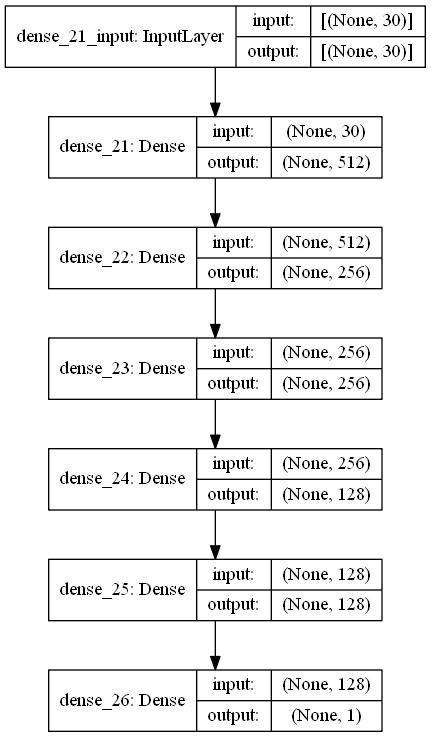 dense_21_input: InputLayer
input: [(None, 30)]
output: [(None, 30)]
dense_21: Dense
input: (None, 30)
output: (None, 512)
dense_22: Dense
input: (None, 512)
output: (None, 256)
dense_23: Dense
input: (None, 256)
output: (None, 256)
dense_24: Dense
input: (None, 256)
output: (None, 128)
dense_25: Dense
input: (None, 128)
output: (None, 128)
dense_26: Dense
input: (None, 128)
output: (None, 1)